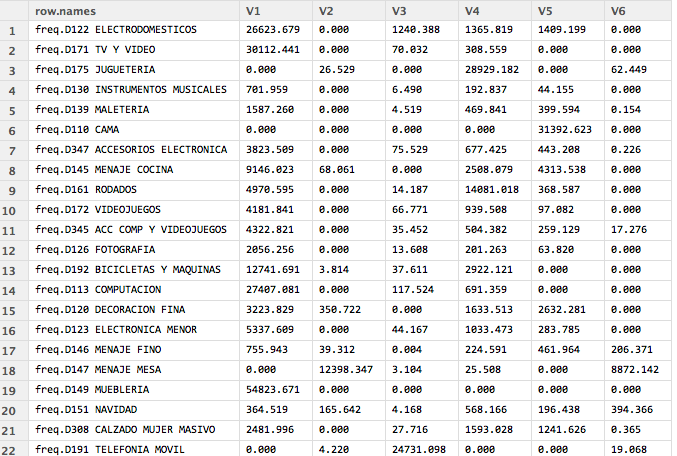 row.names V1 V2 V3 V4 V5 V6
1 freq.D122 ELECTRODOMESTICOS 26623.679 0.000 1240.388 1365.819 1409.199 0.000
2 freq.D171 TV Y VIDEO 30112.441 0.000 70.032 308.559 0.000 0.000
3 freq.D175 JUGUETERIA 0.000 26.529 0.000 28929.182 0.000 62.449
4 freq.D130 INSTRUMENTOS MUSICALES 701.959 0.000 6.490 192.837 44.155 0.000
5 freq.D139 MALETERIA 1587.260 0.000 4.519 469.841 399.594 0.154
6 freq.D110 CAMA 0.000 0.000 0.000 0.000 31392.623 0.000
7 freq.D347 ACCESORIOS ELECTRONICA 3823.509 0.000 75.529 677.425 443.208 0.226
8 freq.D145 MENAJE COCINA 9146.023 68.061 0.000 2508.079 4313.538 0.000
9 freq.D161 RODADOS 4970.595 0.000 14.187 14081.018 368.587 0.000
10 freq.D172 VIDEOJUEGOS 4181.841 0.000 66.771 939.508 97.082 0.000
11 freq.D345 ACC COMP Y VIDEOJUEGOS 4322.821 0.000 35.452 504.382 259.129 17.276
12 freq.D126 FOTOGRAFIA 2056.256 0.000 13.608 201.263 63.820 0.000
13 freq.D192 BICICLETAS Y MAQUINAS 12741.691 3.814 37.611 2922.121 0.000 0.000
14 freq.D113 COMPUTACION 27407.081 0.000 117.524 691.359 0.000 0.000
15 freq.D120 DECORACION FINA 3223.829 350.722 0.000 1633.513 2632.281 0.000
16 freq.D123 ELECTRONICA MENOR 5337.609 0.000 44.167 1033.473 283.785 0.000
17 freq.D146 MENAJE FINO 755.943 39.312 0.004 224.591 461.964 206.371
18 freq.D147 MENAJE MESA 0.000 12398.347 3.104 25.508 0.000 8872.142
19 freq.D149 MUEBLERIA 54823.671 0.000 0.000 0.000 0.000 0.000
20 freq.D151 NAVIDAD 364.519 165.642 4.168 568.166 196.438 394.366
21 freq.D308 CALZADO MUJER MASIVO 2481.996 0.000 27.716 1593.028 1241.626 0.365
22 freq.D191 TELEFONIA MOVIL 0.000 4.220 24731.098 0.000 0.000 19.068